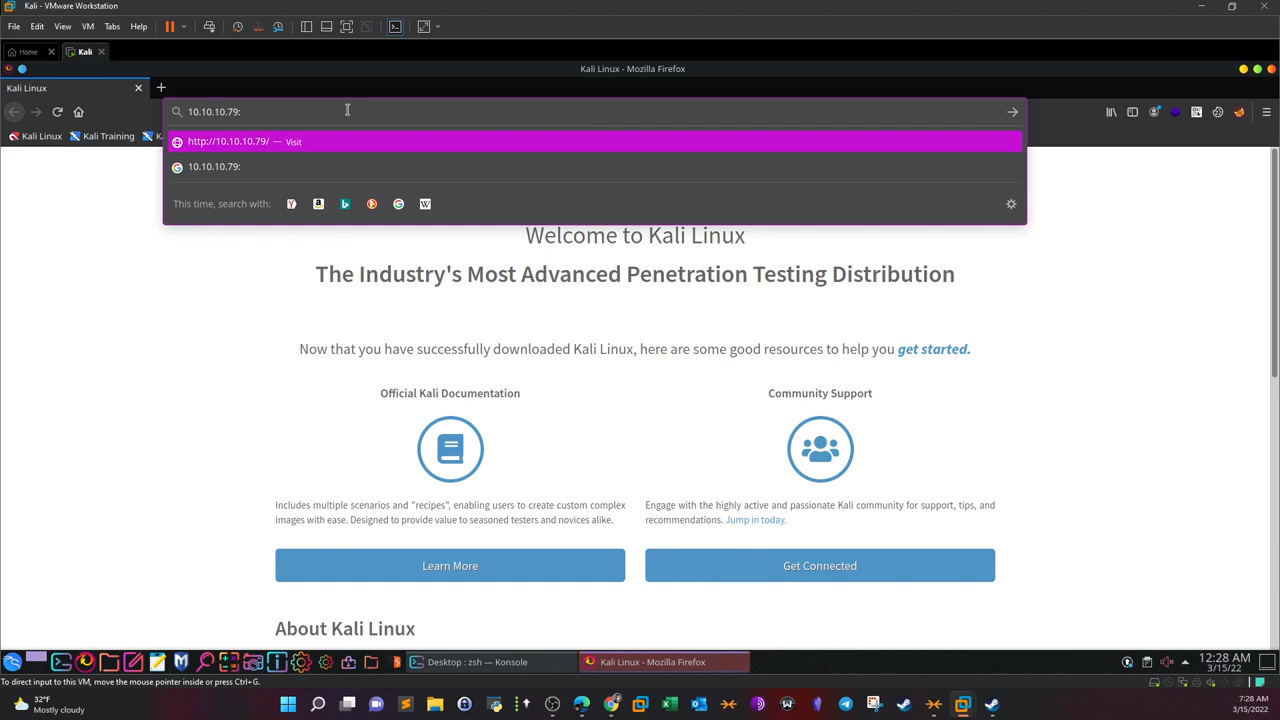 Kali - VMware Workstation
File Edit View VM Tabs Help
Home Kali
Kali Linux - Mozilla Firefox
Kali Linux
10.10.10.79:
Kali Linux Kali Training
http://10.10.10.79/ — Visit
10.10.10.79:
This time, search with:
Welcome to Kali Linux
The Industry's Most Advanced Penetration Testing Distribution
Now that you have successfully downloaded Kali Linux, here are some good resources to help you get started.
Official Kali Documentation
Community Support
Includes multiple scenarios and "recipes", enabling users to create custom complex
images with ease. Designed to provide value to seasoned testers and novices alike.
Engage with the highly active and passionate Kali community for support, tips, and
recommendations. Jump in today.
Learn More
Get Connected
About Kali Linux
Desktop : zsh — Konsole
Kali Linux - Mozilla Firefox
12:28 AM
3/15/22
To direct input to this VM, move the mouse pointer inside or press Ctrl+G.
32°F
Mostly cloudy
7:28 AM
3/15/2022